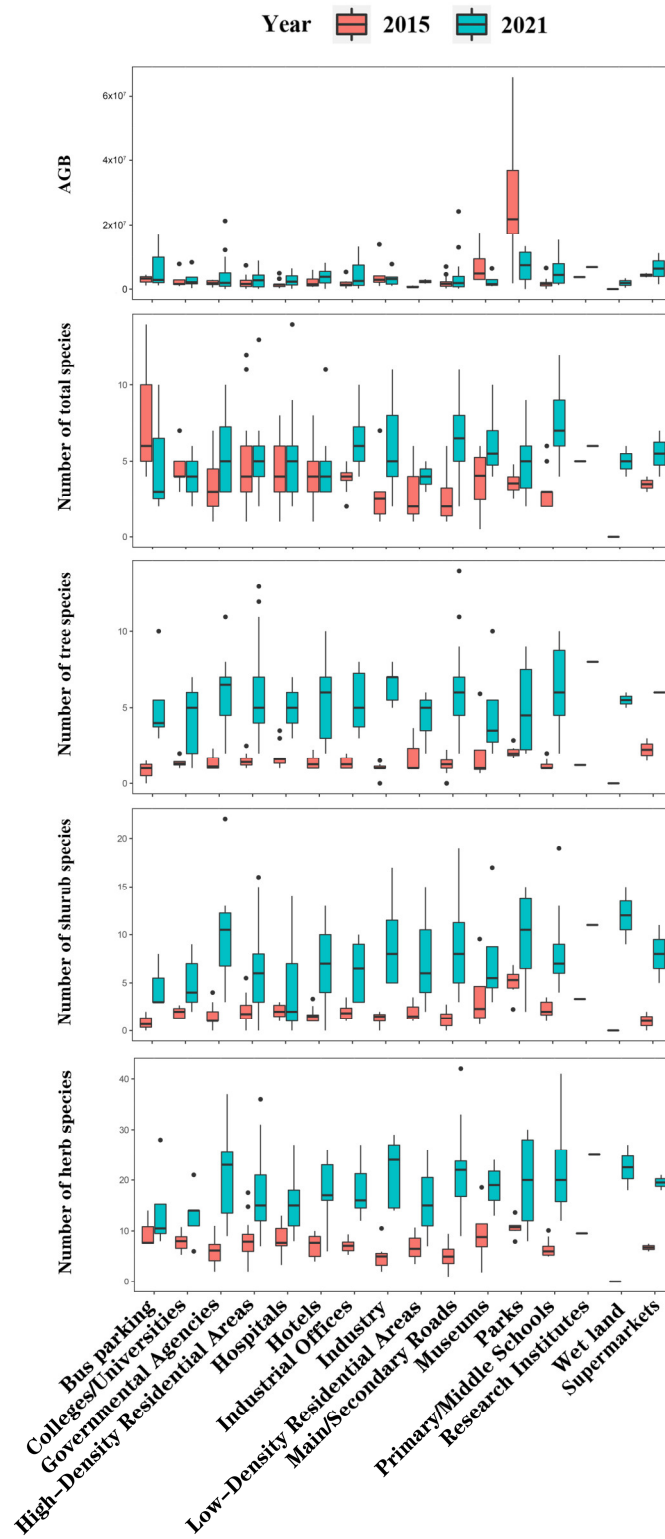 Year 2015 2021
AGB
6x10⁷
4x10⁷
2x10⁷
0
Number of total species
10
5
0
Number of tree species
10
5
0
Number of shurub species
20
15
10
5
0
Number of herb species
40
30
20
10
0
Bus parking
Colleges/Universities
Governmental Agencies
High–Density Residential Areas
Hospitals
Hotels
Industrial Offices
Industry
Low–Density Residential Areas
Main/Secondary Roads
Museums
Parks
Primary/Middle Schools
Research Institutes
Wet land
Supermarkets